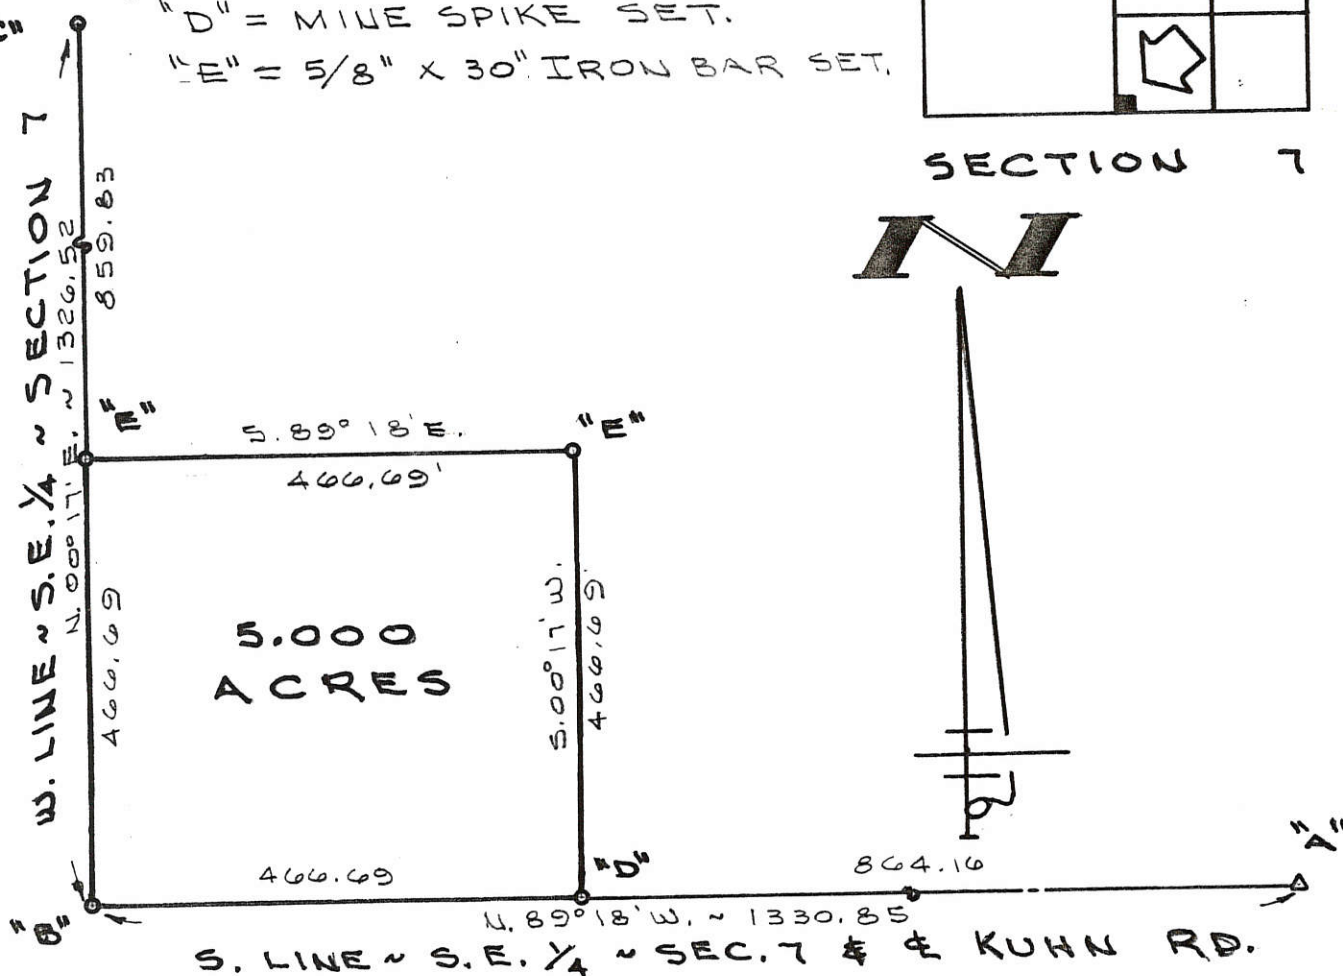 "C"
"D" = MINE SPIKE SET.
"E" = 5/8" X 30" IRON BAR SET.
SECTION 7
N
W. LINE ~ S.E. 1/4 ~ SECTION 7
N. 00° 17' E. ~ 1326.52
859.83
"E"
S. 89° 18' E.
466.69'
"E"
466.69
5.000
ACRES
S. 00° 17' W.
466.69
466.69
"D"
864.16
"A"
"B"
N. 89° 18' W. ~ 1330.85
S. LINE ~ S.E. 1/4 ~ SEC. 7 & ℄ KUHN RD.